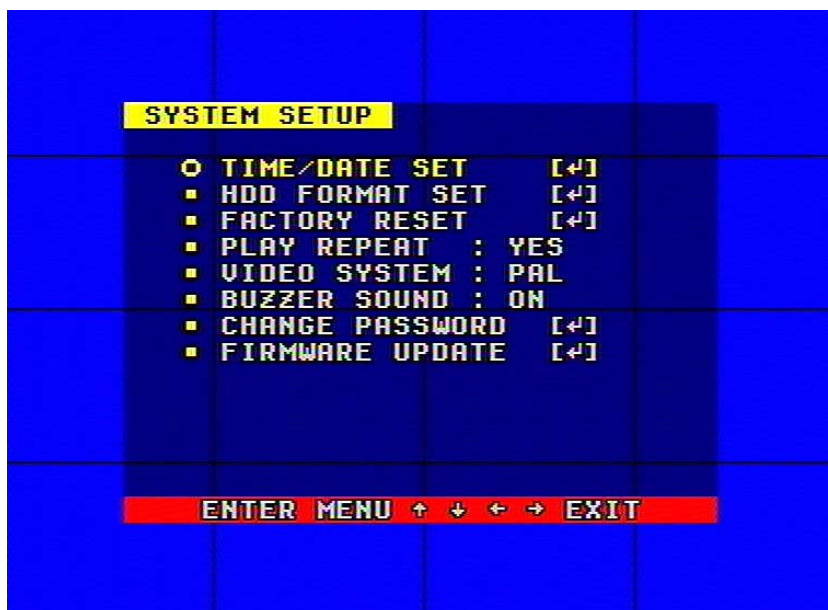 SYSTEM SETUP
TIME/DATE SET [↲]
HDD FORMAT SET [↲]
FACTORY RESET [↲]
PLAY REPEAT : YES
VIDEO SYSTEM : PAL
BUZZER SOUND : ON
CHANGE PASSWORD [↲]
FIRMWARE UPDATE [↲]
ENTER MENU ↑ ↓ ← → EXIT